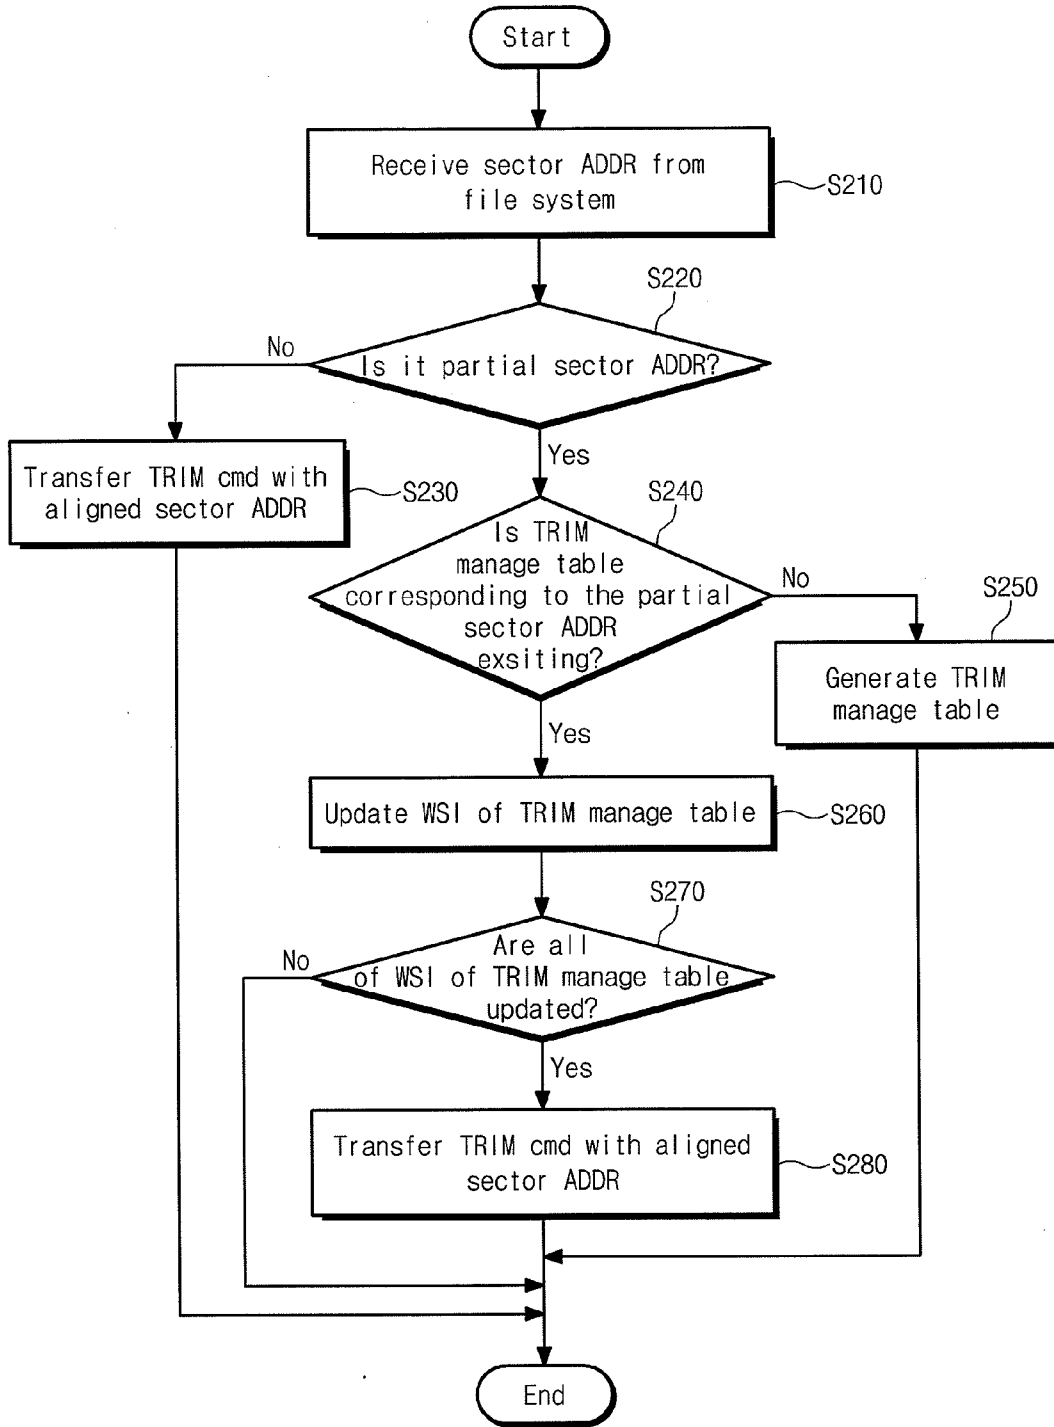 Start
Receive sector ADDR from
file system
S210
S220
Is it partial sector ADDR?
No
Yes
Transfer TRIM cmd with
aligned sector ADDR
S230
S240
Is TRIM
manage table
corresponding to the partial
sector ADDR
exsiting?
No
S250
Generate TRIM
manage table
Yes
Update WSI of TRIM manage table
S260
S270
Are all
of WSI of TRIM manage table
updated?
No
Yes
Transfer TRIM cmd with aligned
sector ADDR
S280
End